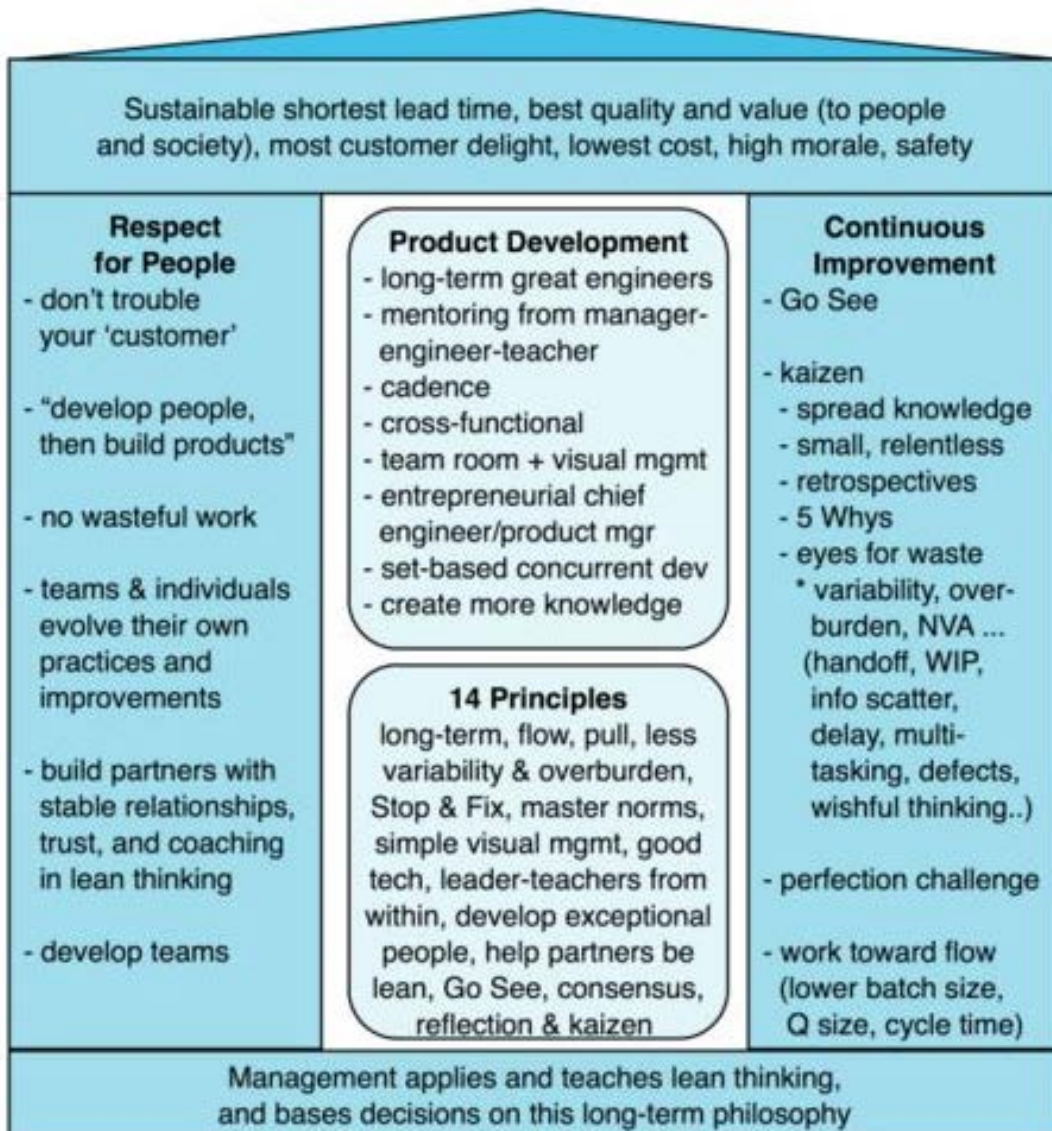 Sustainable shortest lead time, best quality and value (to people
and society), most customer delight, lowest cost, high morale, safety
Respect
for People
- don't trouble
your 'customer'
- "develop people,
then build products"
- no wasteful work
- teams & individuals
evolve their own
practices and
improvements
- build partners with
stable relationships,
trust, and coaching
in lean thinking
- develop teams
Product Development
- long-term great engineers
- mentoring from manager-
engineer-teacher
- cadence
- cross-functional
- team room + visual mgmt
- entrepreneurial chief
engineer/product mgr
- set-based concurrent dev
- create more knowledge
14 Principles
long-term, flow, pull, less
variability & overburden,
Stop & Fix, master norms,
simple visual mgmt, good
tech, leader-teachers from
within, develop exceptional
people, help partners be
lean, Go See, consensus,
reflection & kaizen
Continuous
Improvement
- Go See
- kaizen
- spread knowledge
- small, relentless
- retrospectives
- 5 Whys
- eyes for waste
* variability, over-
burden, NVA ...
(handoff, WIP,
info scatter,
delay, multi-
tasking, defects,
wishful thinking..)
- perfection challenge
- work toward flow
(lower batch size,
Q size, cycle time)
Management applies and teaches lean thinking,
and bases decisions on this long-term philosophy